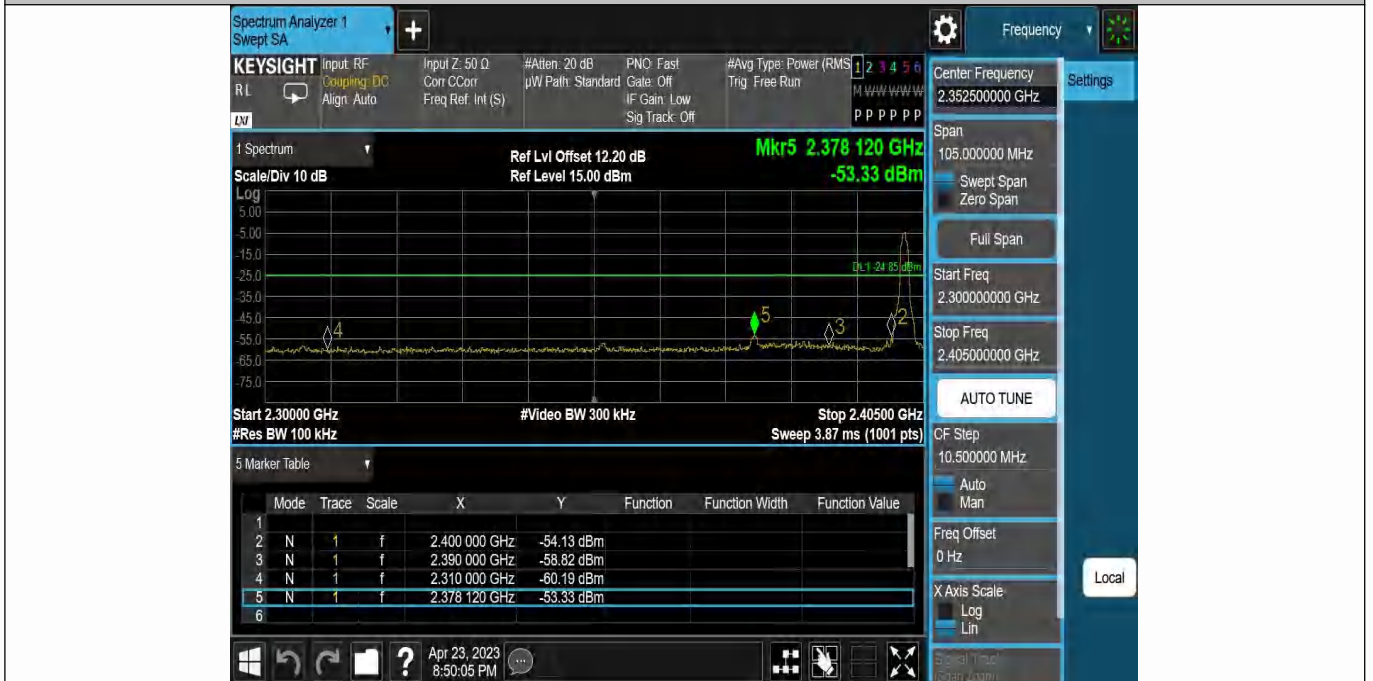 Spectrum Analyzer 1
Swept SA
+
Frequency
KEYSIGHT
RL
LXI
Input: RF
Coupling: DC
Align: Auto
Input Z: 50 Ω
Corr CCorr
Freq Ref: Int (S)
#Atten: 20 dB
µW Path: Standard
PNO: Fast
Gate: Off
IF Gain: Low
Sig Track: Off
#Avg Type: Power (RMS
Trig: Free Run
1 2 3 4 5 6
M W W W W W
P P P P P P
Center Frequency
2.352500000 GHz
Settings
Span
105.000000 MHz
Swept Span
Zero Span
Full Span
Start Freq
2.300000000 GHz
Stop Freq
2.405000000 GHz
AUTO TUNE
CF Step
10.500000 MHz
Auto
Man
Freq Offset
0 Hz
X Axis Scale
Log
Lin
Local
1 Spectrum
Scale/Div 10 dB
Ref Lvl Offset 12.20 dB
Ref Level 15.00 dBm
Mkr5 2.378 120 GHz
-53.33 dBm
Log
5.00
-5.00
-15.0
-25.0
-35.0
-45.0
-55.0
-65.0
-75.0
DL1 -24.85 dBm
4
5
3
2
Start 2.30000 GHz
#Video BW 300 kHz
Stop 2.40500 GHz
#Res BW 100 kHz
Sweep 3.87 ms (1001 pts)
5 Marker Table
Mode Trace Scale X Y Function Function Width Function Value
1
2 N 1 f 2.400 000 GHz -54.13 dBm
3 N 1 f 2.390 000 GHz -58.82 dBm
4 N 1 f 2.310 000 GHz -60.19 dBm
5 N 1 f 2.378 120 GHz -53.33 dBm
6
?
Apr 23, 2023
8:50:05 PM